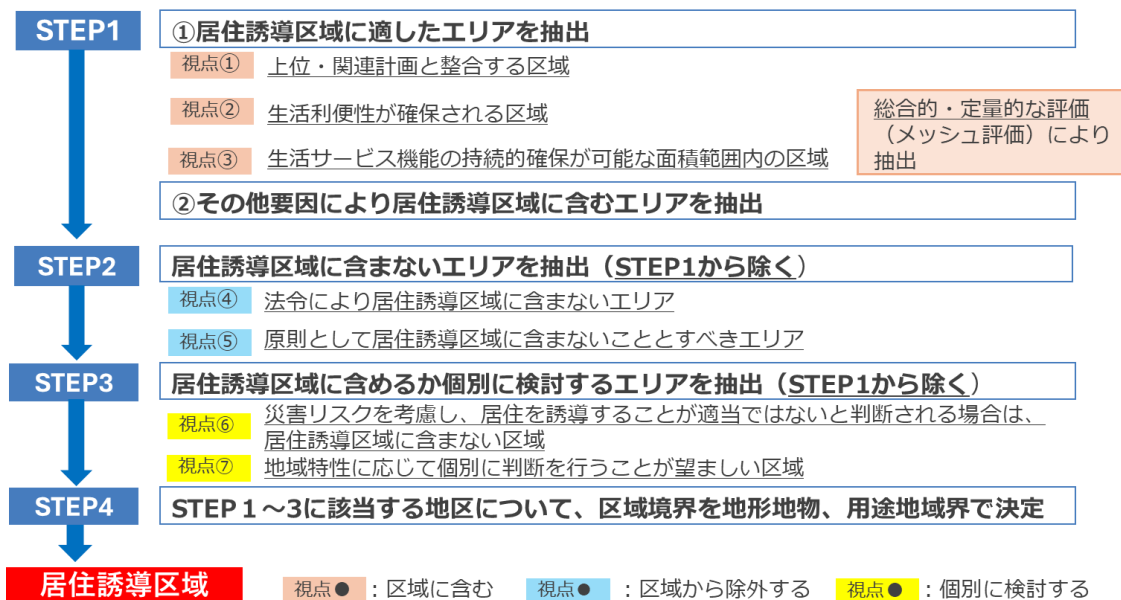 STEP1
①居住誘導区域に適したエリアを抽出
視点① 上位・関連計画と整合する区域
視点② 生活利便性が確保される区域
視点③ 生活サービス機能の持続的確保が可能な面積範囲内の区域
総合的・定量的な評価
（メッシュ評価）により
抽出
②その他要因により居住誘導区域に含むエリアを抽出
STEP2
居住誘導区域に含まないエリアを抽出（STEP1から除く）
視点④ 法令により居住誘導区域に含まないエリア
視点⑤ 原則として居住誘導区域に含まないこととすべきエリア
STEP3
居住誘導区域に含めるか個別に検討するエリアを抽出（STEP1から除く）
視点⑥ 災害リスクを考慮し、居住を誘導することが適当ではないと判断される場合は、
居住誘導区域に含まない区域
視点⑦ 地域特性に応じて個別に判断を行うことが望ましい区域
STEP4
STEP１～3に該当する地区について、区域境界を地形地物、用途地域界で決定
居住誘導区域
視点●：区域に含む 視点●：区域から除外する 視点●：個別に検討する